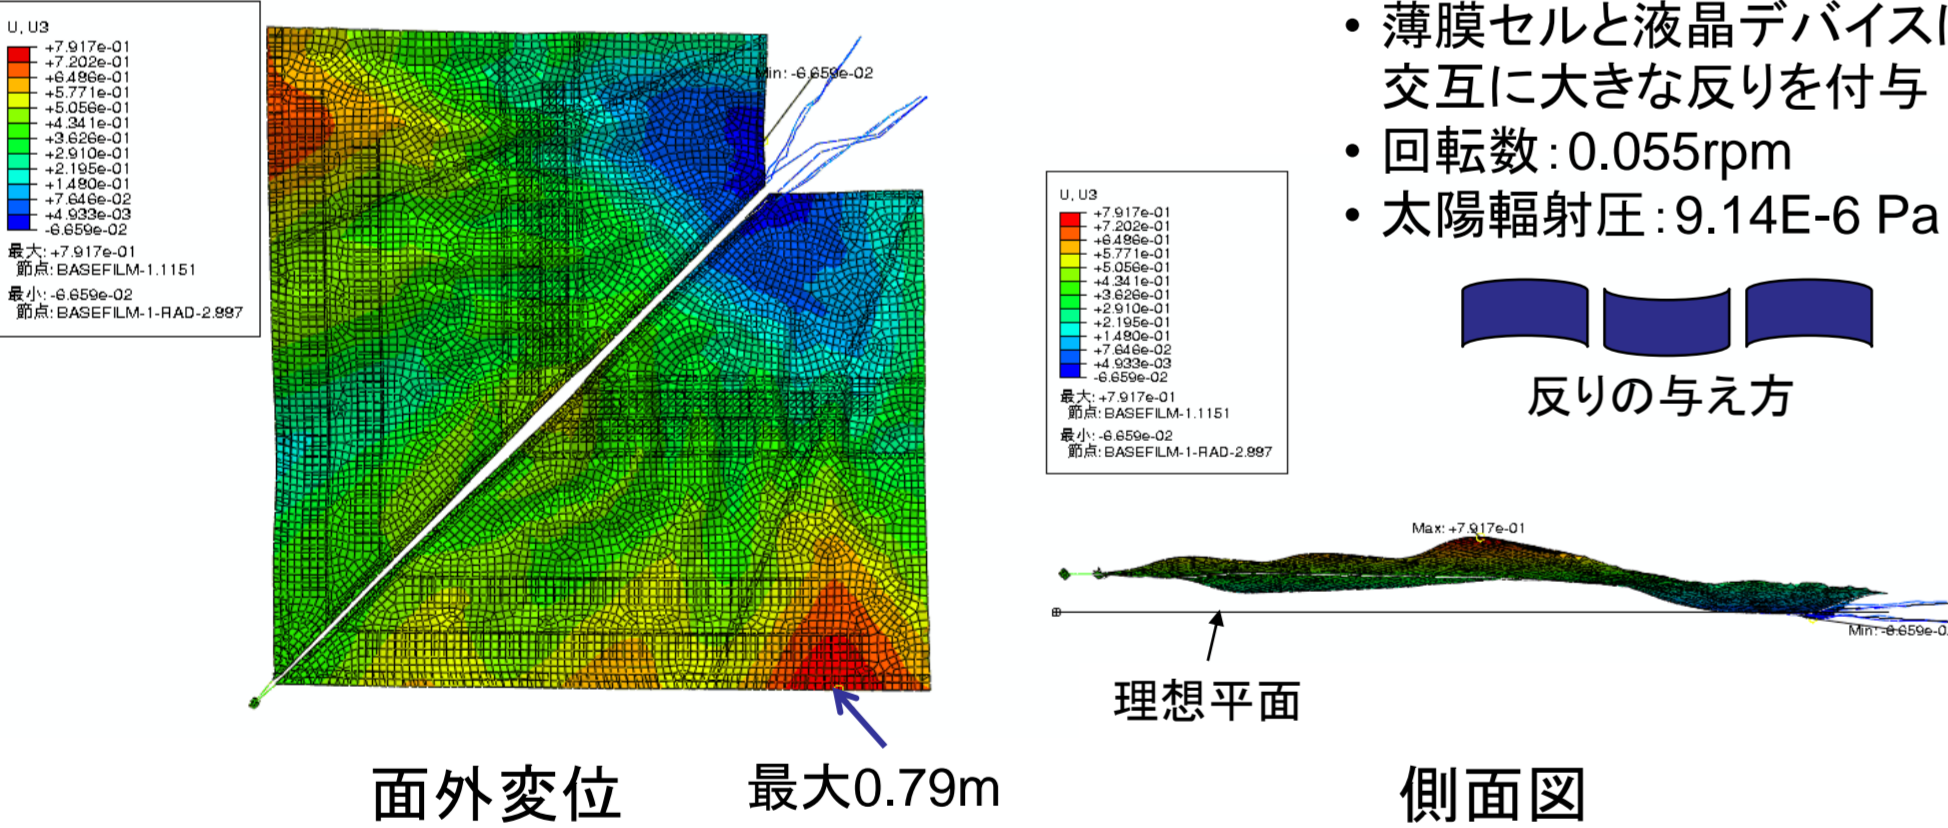 U, U3
+7.917e-01
+7.202e-01
+6.486e-01
+5.771e-01
+5.056e-01
+4.341e-01
+3.626e-01
+2.910e-01
+2.195e-01
+1.480e-01
+7.646e-02
+4.933e-03
-6.659e-02
最大: +7.917e-01
節点: BASEFILM-1.1151
最小: -6.659e-02
節点: BASEFILM-1-RAD-2.887
Min: -6.659e-02
面外変位
最大0.79m
• 薄膜セルと液晶デバイスに
交互に大きな反りを付与
• 回転数：0.055rpm
• 太陽輻射圧：9.14E-6 Pa
反りの与え方
U, U3
+7.917e-01
+7.202e-01
+6.486e-01
+5.771e-01
+5.056e-01
+4.341e-01
+3.626e-01
+2.910e-01
+2.195e-01
+1.480e-01
+7.646e-02
+4.933e-03
-6.659e-02
最大: +7.917e-01
節点: BASEFILM-1.1151
最小: -6.659e-02
節点: BASEFILM-1-RAD-2.887
Max: +7.917e-01
Min: -6.659e-0
理想平面
側面図